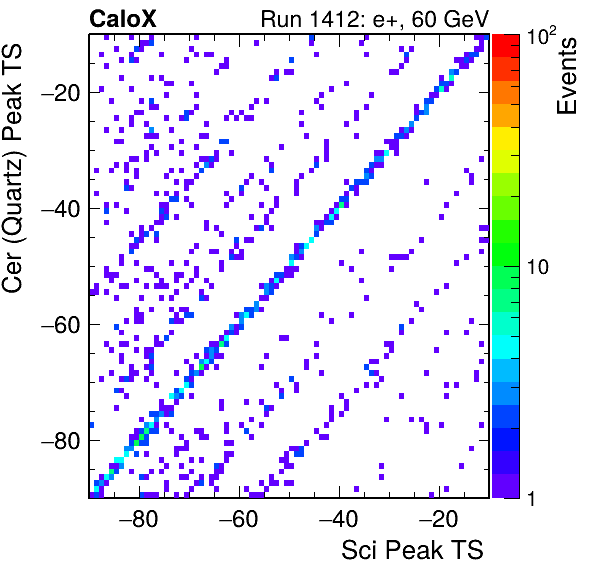 CaloX Run 1412: e+, 60 GeV
Cer (Quartz) Peak TS
−20
−40
−60
−80
−80 −60 −40 −20
Sci Peak TS
10²
10
1
Events